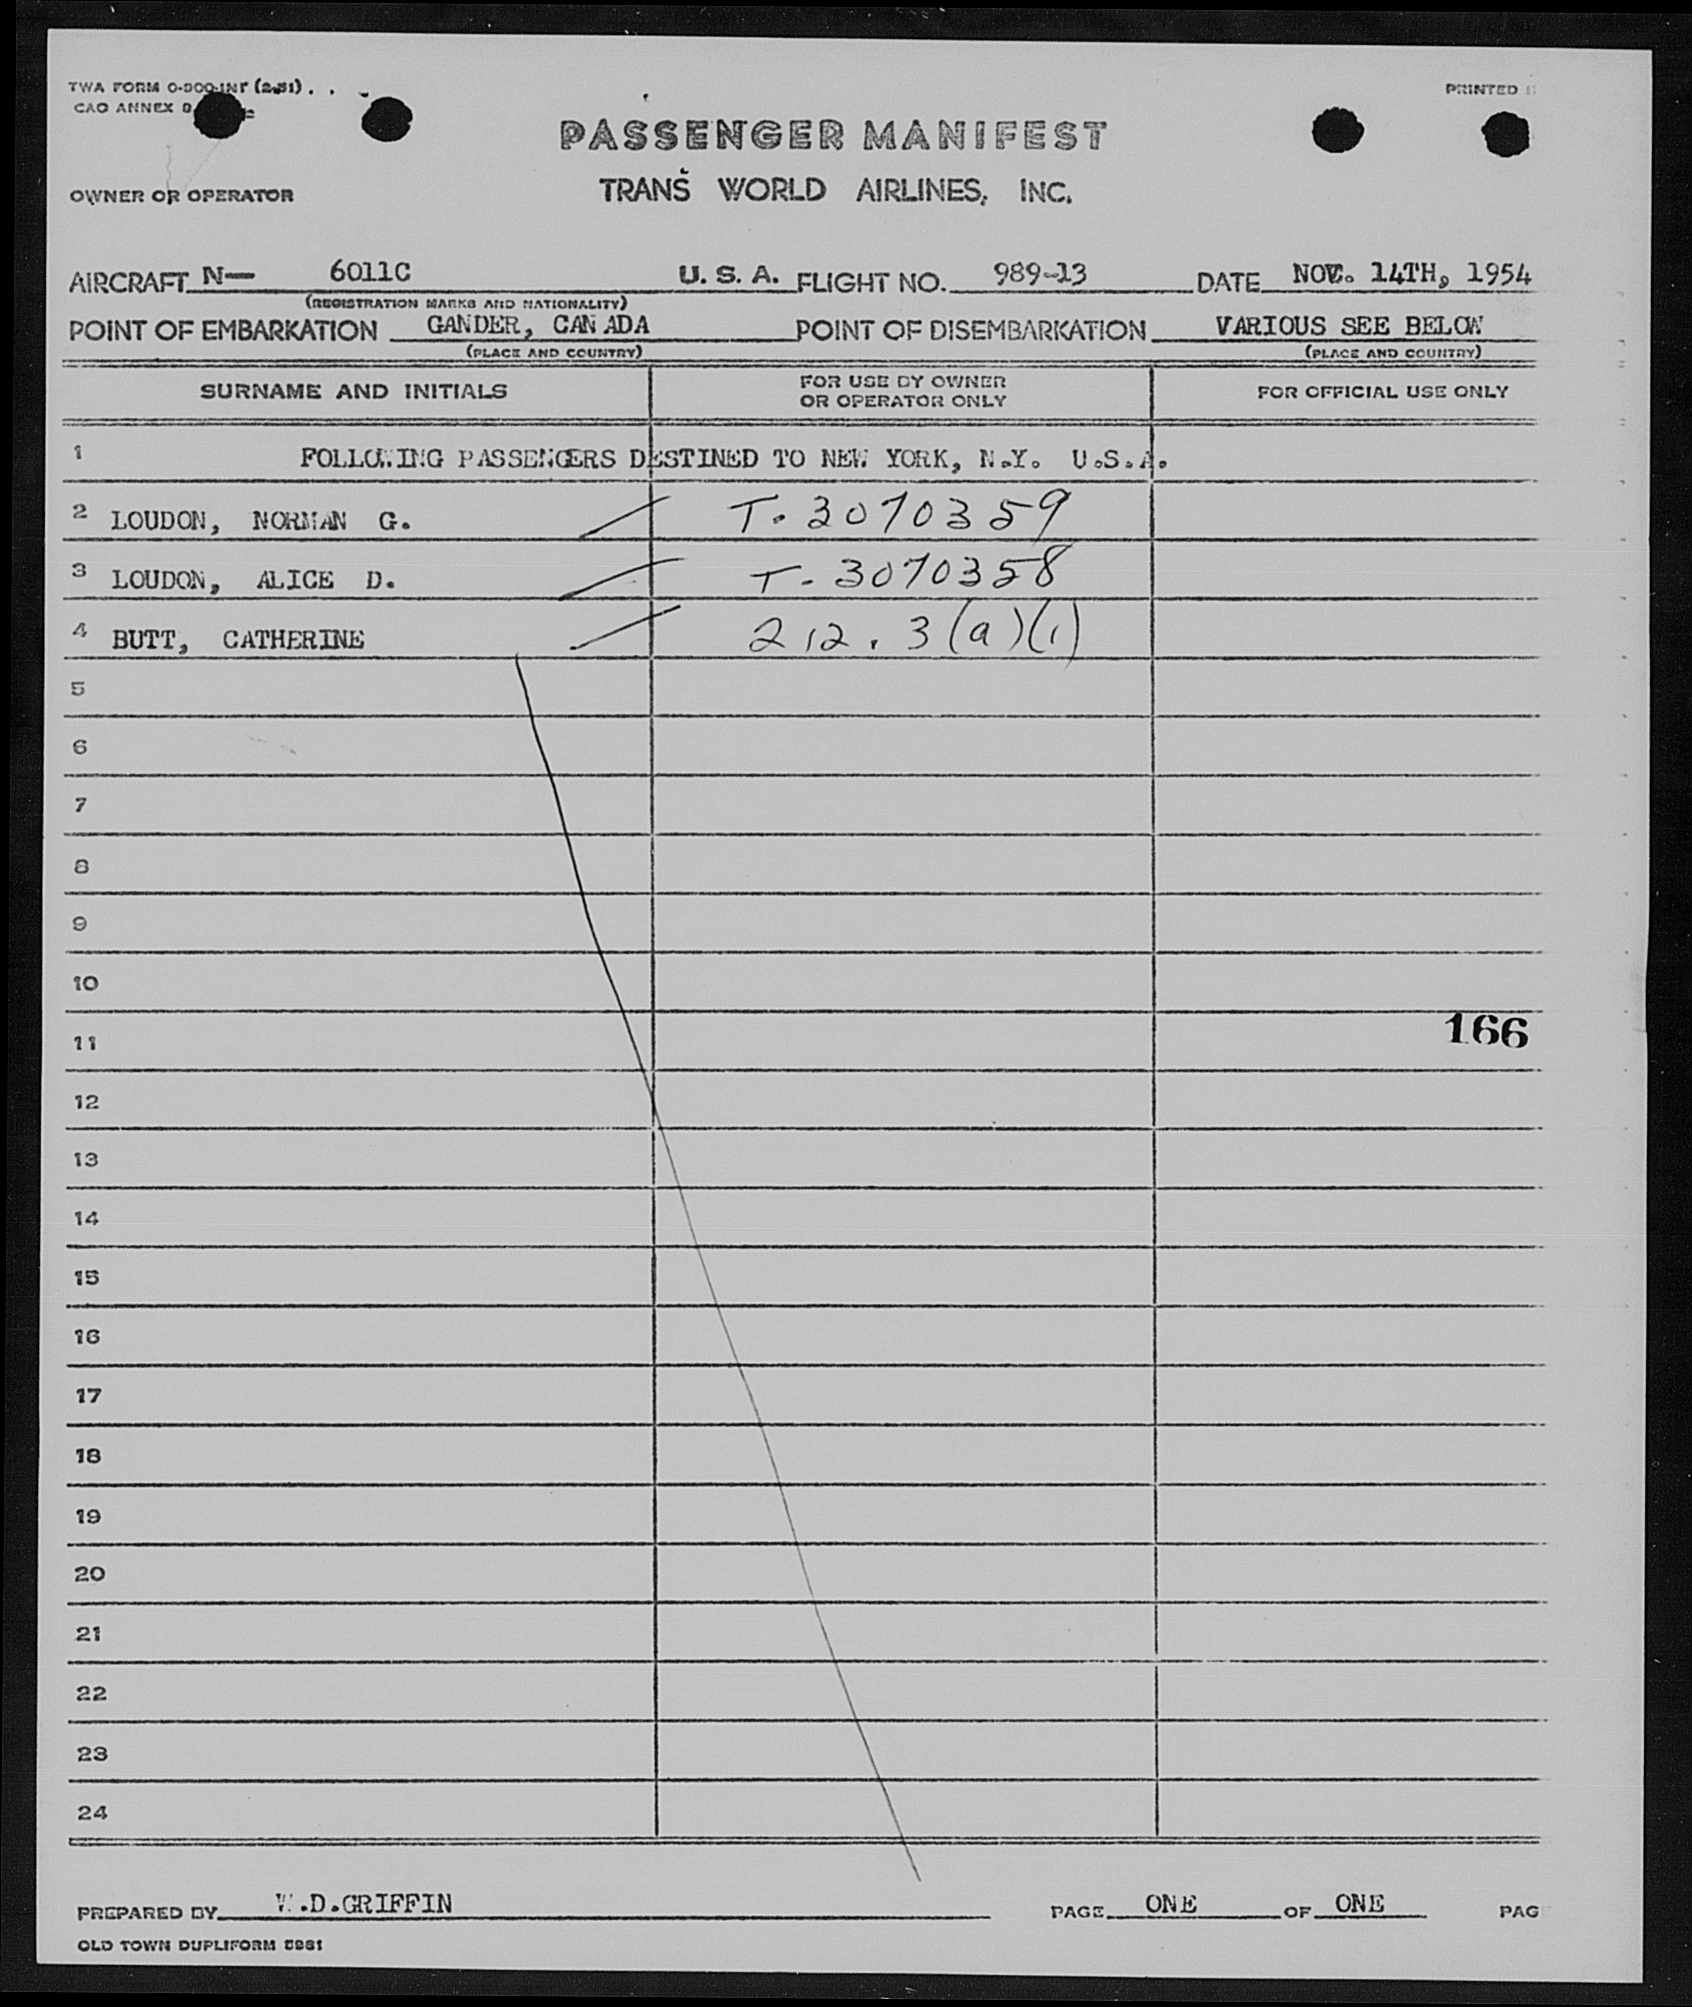 TWA FORM O-900-INT (2-51)
CAO ANNEX 9
PRINTED
PASSENGER MANIFEST
OWNER OR OPERATOR
TRANS WORLD AIRLINES, INC.
AIRCRAFT N— 6011C U. S. A. FLIGHT NO. 989-13 DATE NOV. 14TH, 1954
(REGISTRATION MARKS AND NATIONALITY)
POINT OF EMBARKATION GANDER, CANADA POINT OF DISEMBARKATION VARIOUS SEE BELOW
(PLACE AND COUNTRY) (PLACE AND COUNTRY)
SURNAME AND INITIALS FOR USE BY OWNER OR OPERATOR ONLY FOR OFFICIAL USE ONLY
1 FOLLOWING PASSENGERS DESTINED TO NEW YORK, N.Y. U.S.A.
2 LOUDON, NORMAN G. T. 3070359
3 LOUDON, ALICE D. T- 3070358
4 BUTT, CATHERINE 212.3(a)(1)
5
6
7
8
9
10
166
11
12
13
14
15
16
17
18
19
20
21
22
23
24
PREPARED BY W.D.GRIFFIN PAGE ONE OF ONE PAG
OLD TOWN DUPLIFORM